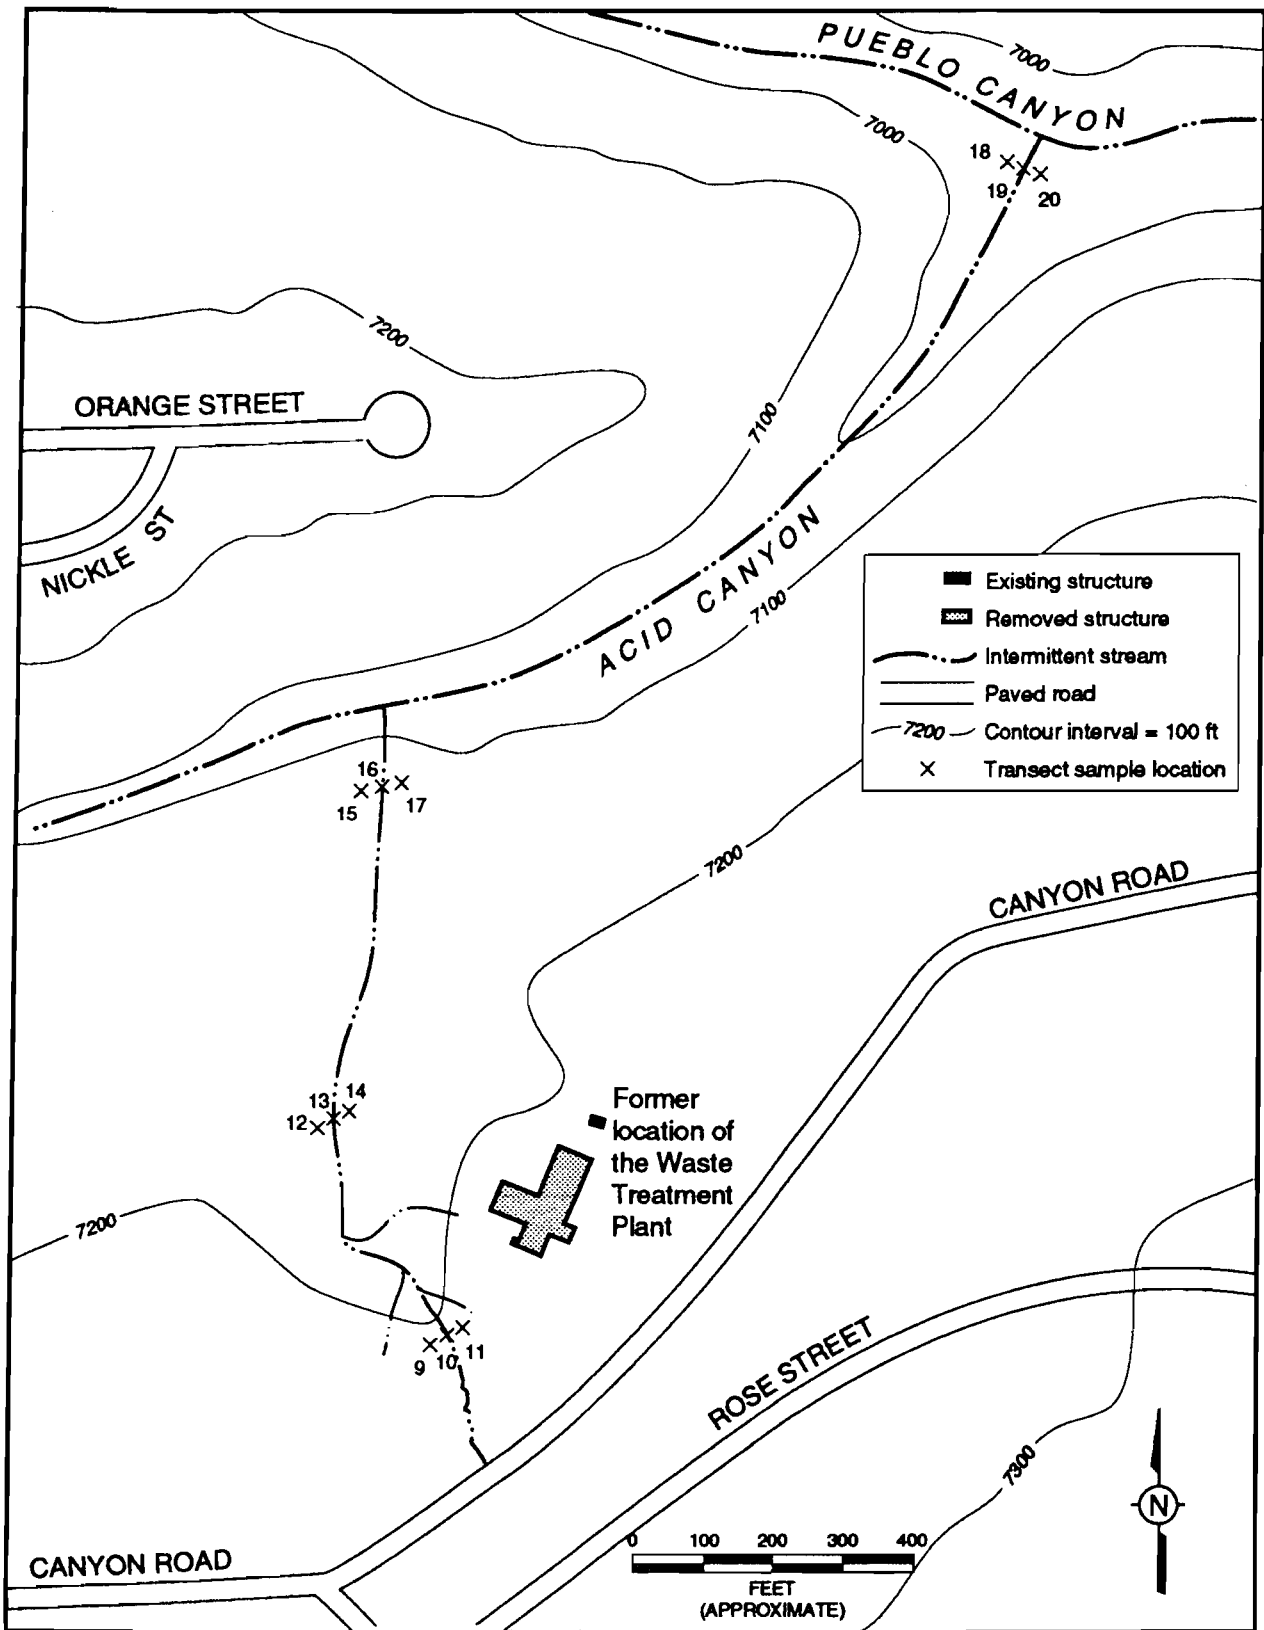 PUEBLO CANYON
7000
7000
18
19
20
7200
ORANGE STREET
7100
NICKLE ST
ACID CANYON
7100
Existing structure
Removed structure
Intermittent stream
Paved road
7200 Contour interval = 100 ft
Transect sample location
16
15
17
7200
CANYON ROAD
14
13
12
Former
location of
the Waste
Treatment
Plant
7200
11
10
9
ROSE STREET
7300
N
0 100 200 300 400
FEET
(APPROXIMATE)
CANYON ROAD